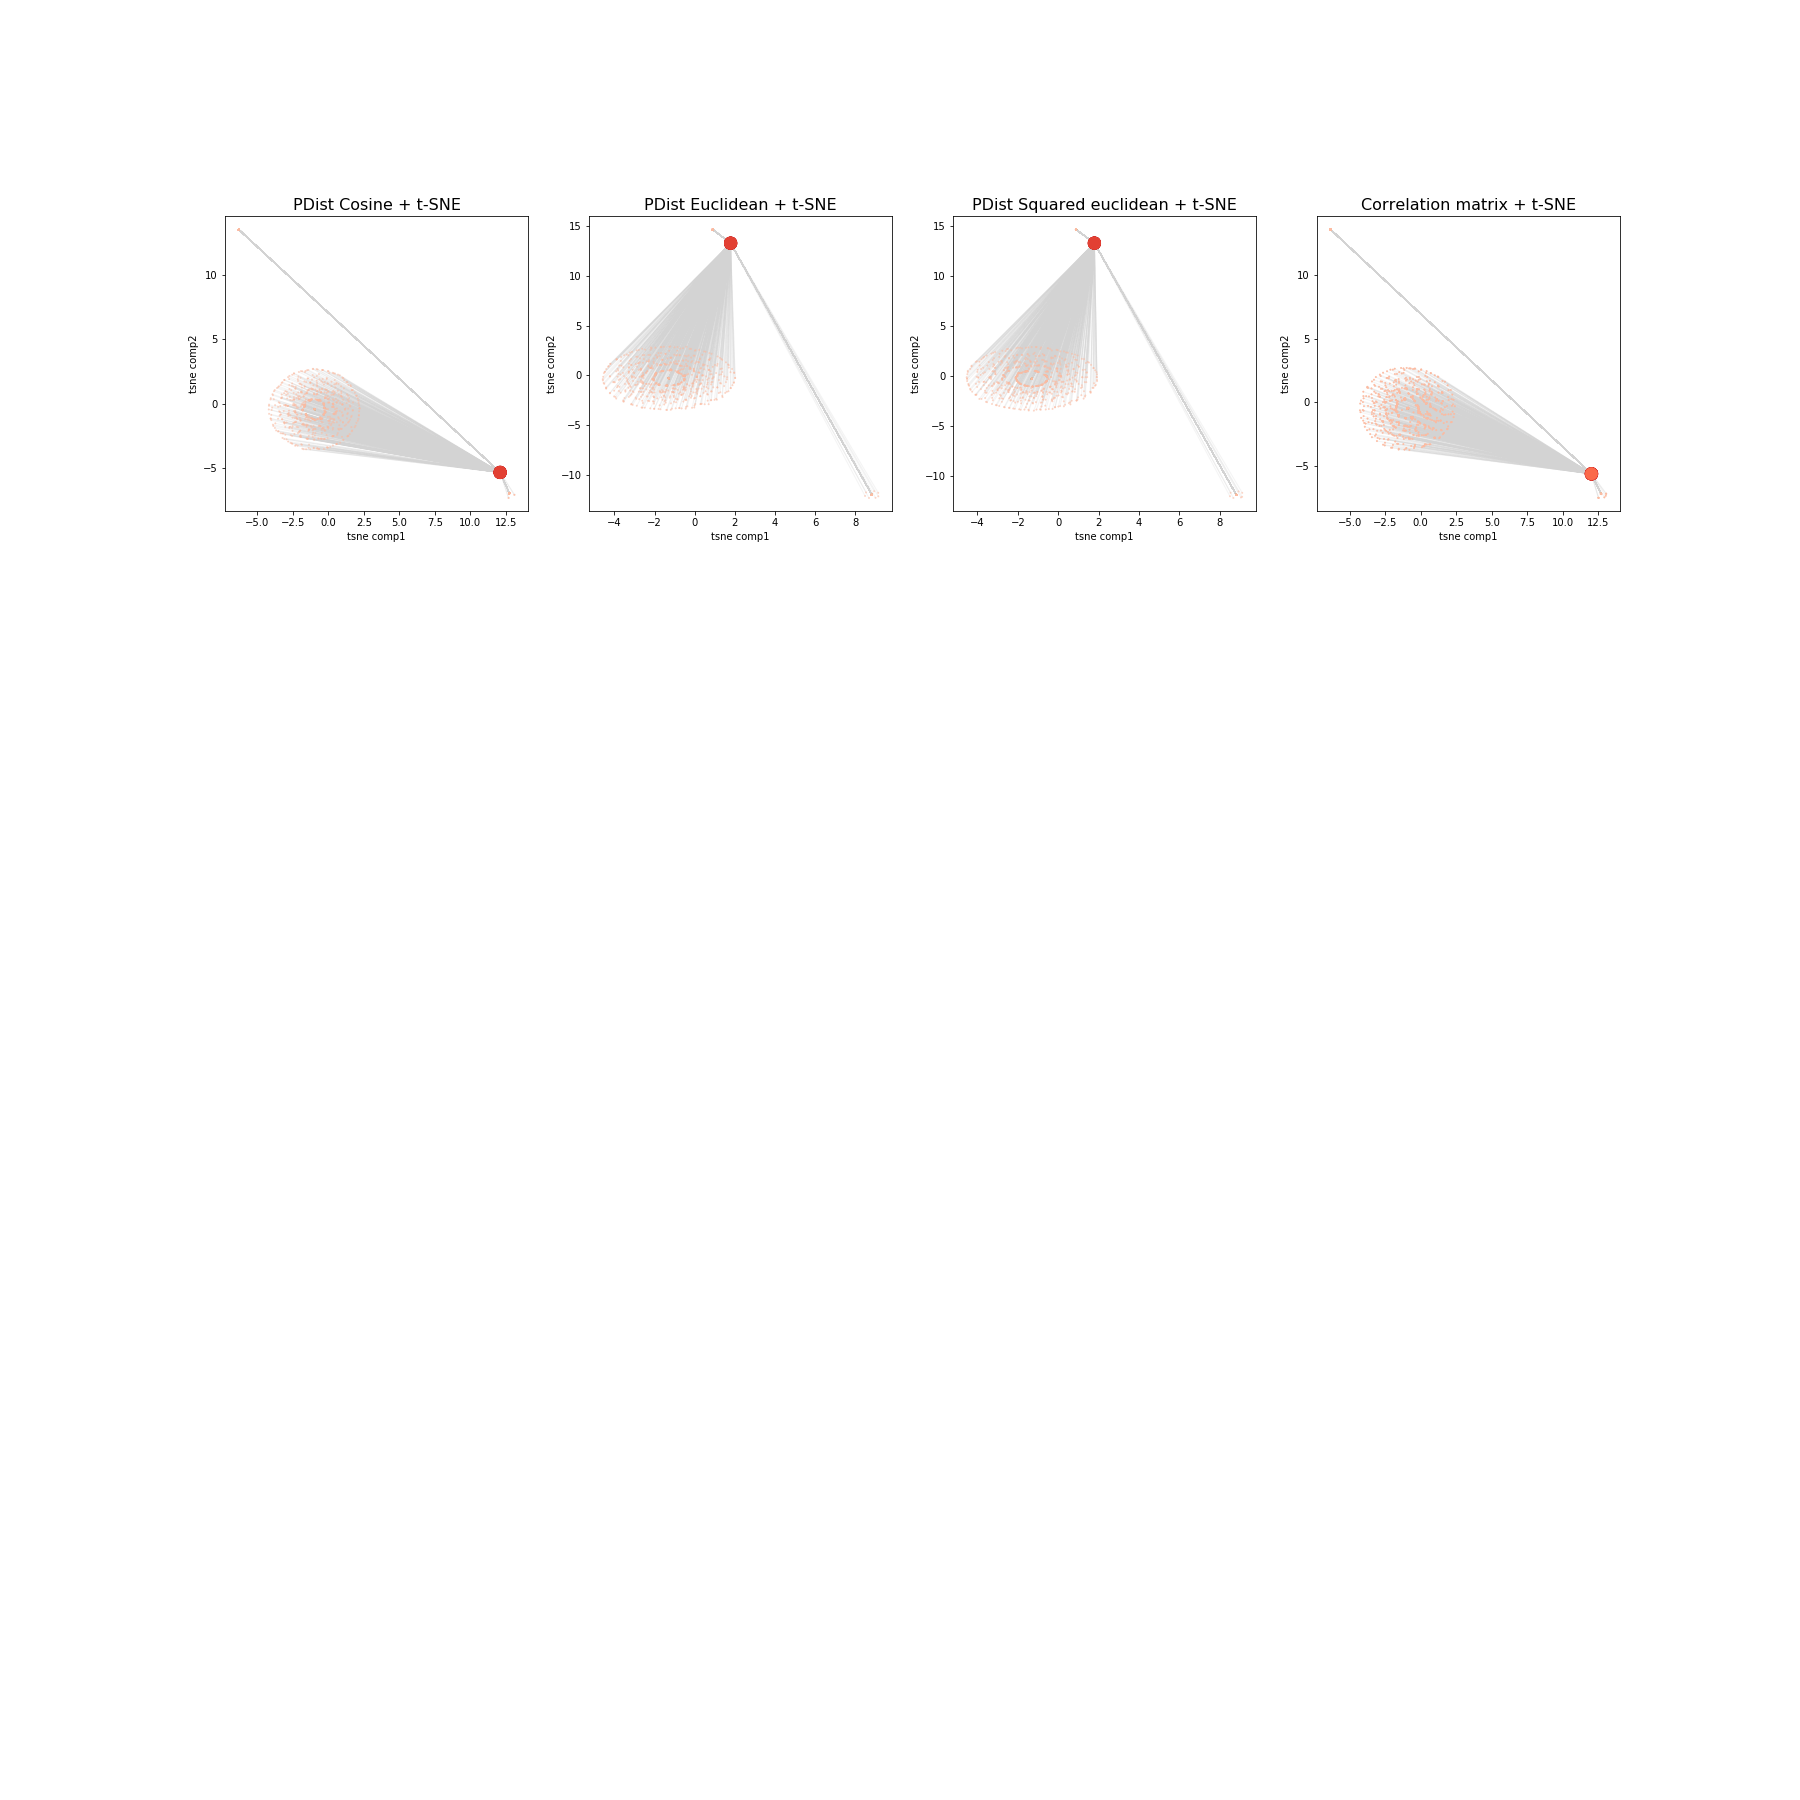 PDist Cosine + t-SNE
10
5
0
−5
tsne comp2
−5.0 −2.5 0.0 2.5 5.0 7.5 10.0 12.5
tsne comp1
PDist Euclidean + t-SNE
15
10
5
0
−5
−10
tsne comp2
−4 −2 0 2 4 6 8
tsne comp1
PDist Squared euclidean + t-SNE
15
10
5
0
−5
−10
tsne comp2
−4 −2 0 2 4 6 8
tsne comp1
Correlation matrix + t-SNE
10
5
0
−5
tsne comp2
−5.0 −2.5 0.0 2.5 5.0 7.5 10.0 12.5
tsne comp1